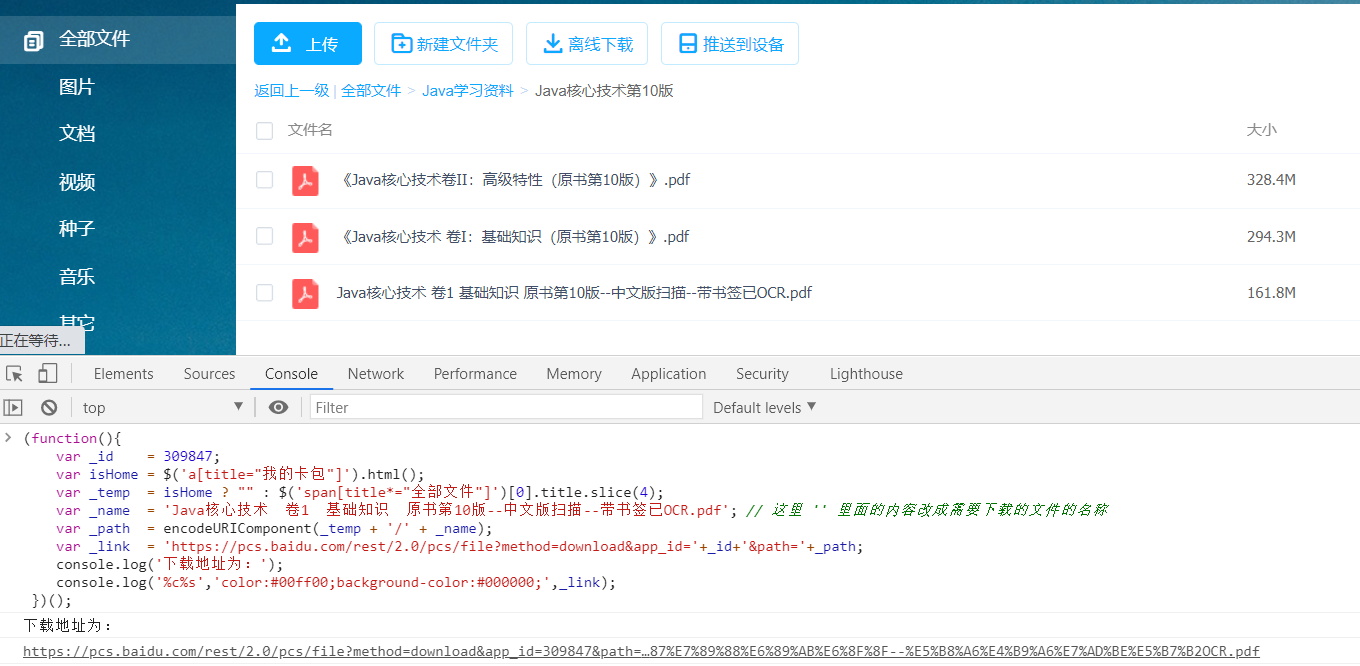 全部文件
图片
文档
视频
种子
音乐
其它
正在等待...
上传 新建文件夹 离线下载 推送到设备
返回上一级 | 全部文件 > Java学习资料 > Java核心技术第10版
文件名 大小
《Java核心技术卷II：高级特性（原书第10版）》.pdf 328.4M
《Java核心技术 卷I：基础知识（原书第10版）》.pdf 294.3M
Java核心技术 卷1 基础知识 原书第10版--中文版扫描--带书签已OCR.pdf 161.8M
Elements Sources Console Network Performance Memory Application Security Lighthouse
top Filter Default levels
(function(){
var _id = 309847;
var isHome = $('a[title="我的卡包"]').html();
var _temp = isHome ? "" : $('span[title*="全部文件"]')[0].title.slice(4);
var _name = 'Java核心技术 卷1 基础知识 原书第10版--中文版扫描--带书签已OCR.pdf'; // 这里 '' 里面的内容改成需要下载的文件的名称
var _path = encodeURIComponent(_temp + '/' + _name);
var _link = 'https://pcs.baidu.com/rest/2.0/pcs/file?method=download&app_id='+_id+'&path='+_path;
console.log('下载地址为：');
console.log('%c%s','color:#00ff00;background-color:#000000;',_link);
})();
下载地址为：
https://pcs.baidu.com/rest/2.0/pcs/file?method=download&app_id=309847&path=…87%E7%89%88%E6%89%AB%E6%8F%8F--%E5%B8%A6%E4%B9%A6%E7%AD%BE%E5%B7%B2OCR.pdf